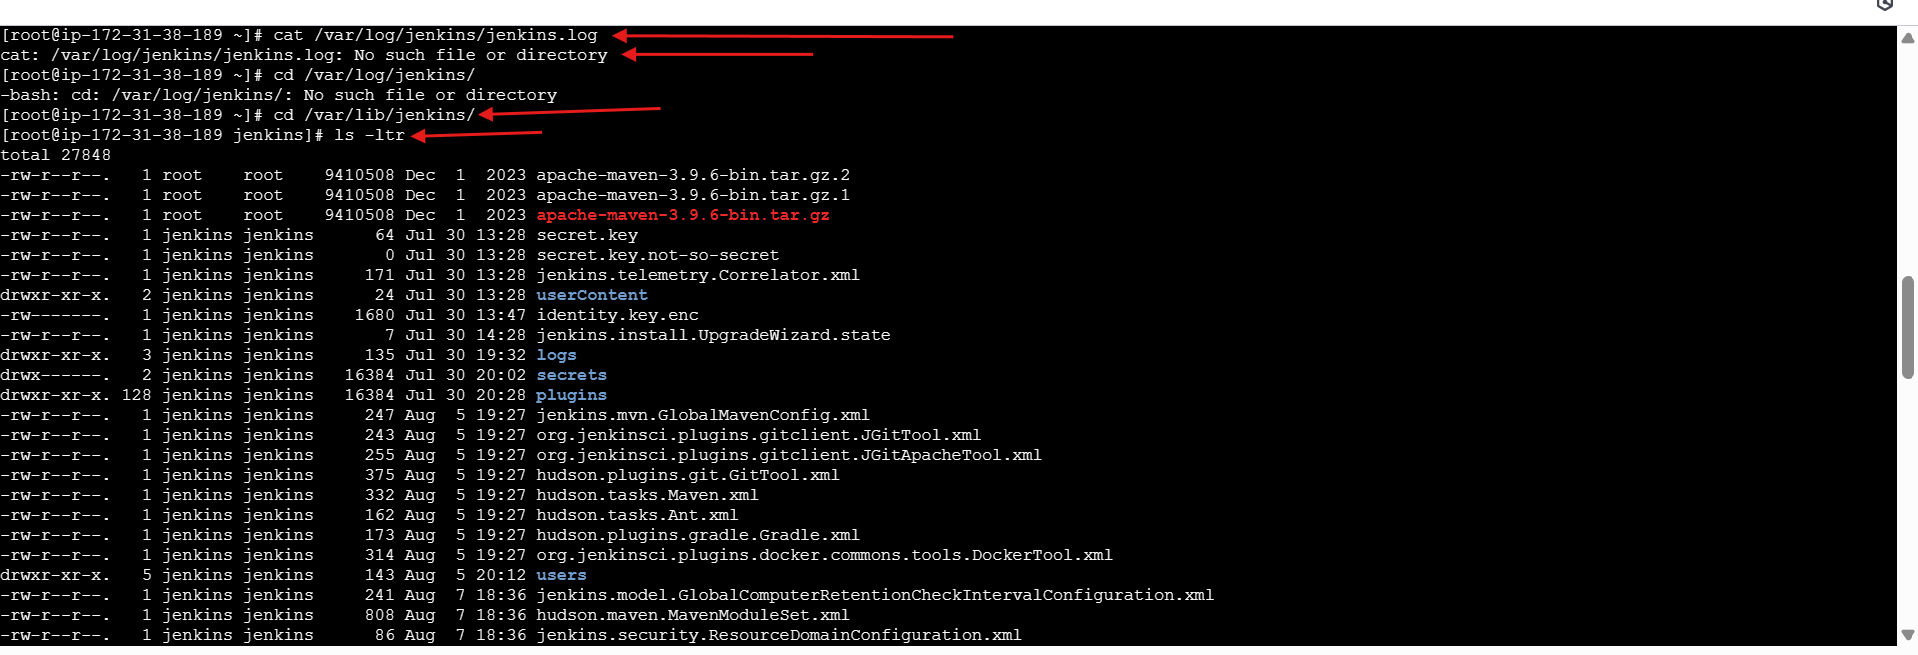 [root@ip-172-31-38-189 ~]# cat /var/log/jenkins/jenkins.log
cat: /var/log/jenkins/jenkins.log: No such file or directory
[root@ip-172-31-38-189 ~]# cd /var/log/jenkins/
-bash: cd: /var/log/jenkins/: No such file or directory
[root@ip-172-31-38-189 ~]# cd /var/lib/jenkins/
[root@ip-172-31-38-189 jenkins]# ls -ltr
total 27848
-rw-r--r--.   1 root    root    9410508 Dec  1  2023 apache-maven-3.9.6-bin.tar.gz.2
-rw-r--r--.   1 root    root    9410508 Dec  1  2023 apache-maven-3.9.6-bin.tar.gz.1
-rw-r--r--.   1 root    root    9410508 Dec  1  2023 apache-maven-3.9.6-bin.tar.gz
-rw-r--r--.   1 jenkins jenkins      64 Jul 30 13:28 secret.key
-rw-r--r--.   1 jenkins jenkins       0 Jul 30 13:28 secret.key.not-so-secret
-rw-r--r--.   1 jenkins jenkins     171 Jul 30 13:28 jenkins.telemetry.Correlator.xml
drwxr-xr-x.   2 jenkins jenkins      24 Jul 30 13:28 userContent
-rw-------.   1 jenkins jenkins    1680 Jul 30 13:47 identity.key.enc
-rw-r--r--.   1 jenkins jenkins       7 Jul 30 14:28 jenkins.install.UpgradeWizard.state
drwxr-xr-x.   3 jenkins jenkins     135 Jul 30 19:32 logs
drwx------.   2 jenkins jenkins   16384 Jul 30 20:02 secrets
drwxr-xr-x. 128 jenkins jenkins   16384 Jul 30 20:28 plugins
-rw-r--r--.   1 jenkins jenkins     247 Aug  5 19:27 jenkins.mvn.GlobalMavenConfig.xml
-rw-r--r--.   1 jenkins jenkins     243 Aug  5 19:27 org.jenkinsci.plugins.gitclient.JGitTool.xml
-rw-r--r--.   1 jenkins jenkins     255 Aug  5 19:27 org.jenkinsci.plugins.gitclient.JGitApacheTool.xml
-rw-r--r--.   1 jenkins jenkins     375 Aug  5 19:27 hudson.plugins.git.GitTool.xml
-rw-r--r--.   1 jenkins jenkins     332 Aug  5 19:27 hudson.tasks.Maven.xml
-rw-r--r--.   1 jenkins jenkins     162 Aug  5 19:27 hudson.tasks.Ant.xml
-rw-r--r--.   1 jenkins jenkins     173 Aug  5 19:27 hudson.plugins.gradle.Gradle.xml
-rw-r--r--.   1 jenkins jenkins     314 Aug  5 19:27 org.jenkinsci.plugins.docker.commons.tools.DockerTool.xml
drwxr-xr-x.   5 jenkins jenkins     143 Aug  5 20:12 users
-rw-r--r--.   1 jenkins jenkins     241 Aug  7 18:36 jenkins.model.GlobalComputerRetentionCheckIntervalConfiguration.xml
-rw-r--r--.   1 jenkins jenkins     808 Aug  7 18:36 hudson.maven.MavenModuleSet.xml
-rw-r--r--.   1 jenkins jenkins      86 Aug  7 18:36 jenkins.security.ResourceDomainConfiguration.xml